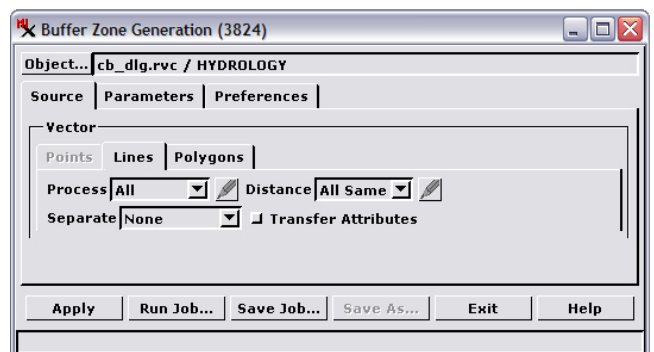 Buffer Zone Generation (3824)
Object... cb_dlg.rvc / HYDROLOGY
Source Parameters Preferences
Vector
Points Lines Polygons
Process All Distance All Same
Separate None Transfer Attributes
Apply Run Job... Save Job... Save As... Exit Help